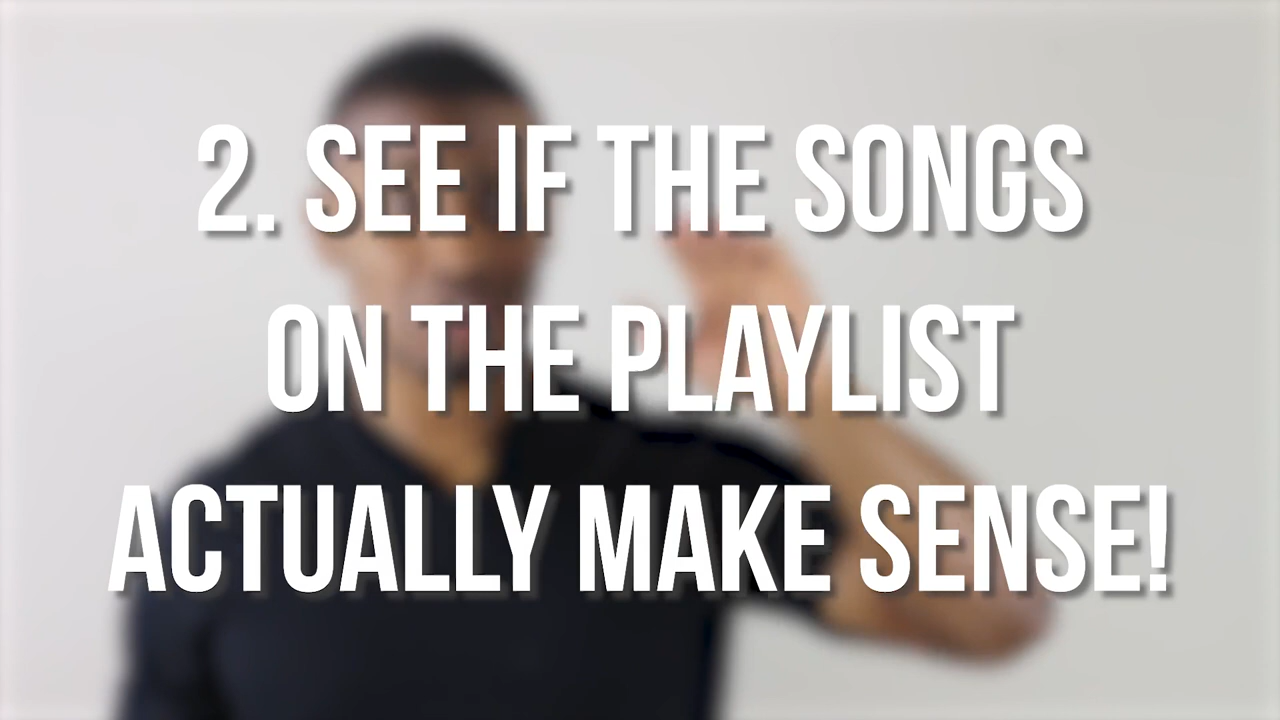 2. SEE IF THE SONGS
ON THE PLAYLIST
ACTUALLY MAKE SENSE!